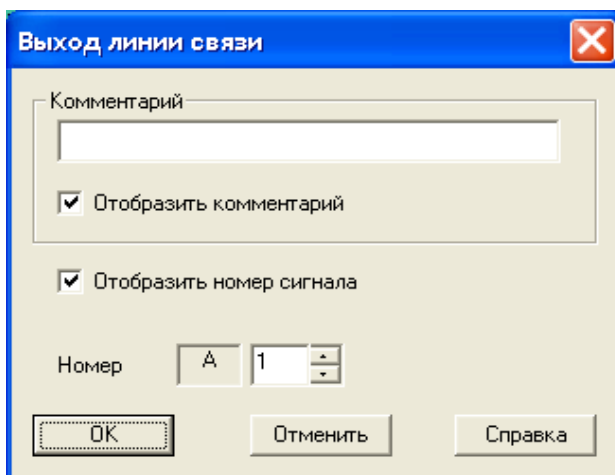 Выход линии связи
Комментарий
Отобразить комментарий
Отобразить номер сигнала
Номер A 1
OK Отменить Справка